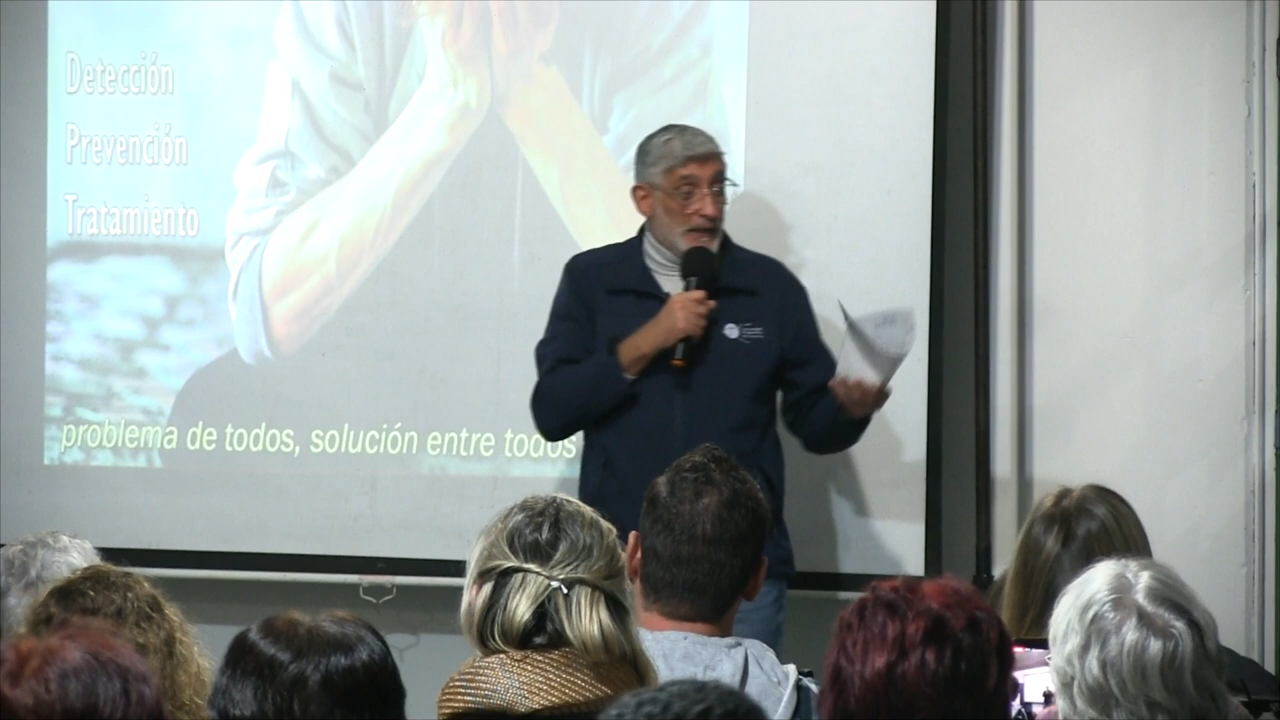 Detección
Prevención
Tratamiento
problema de todos, solución entre todos